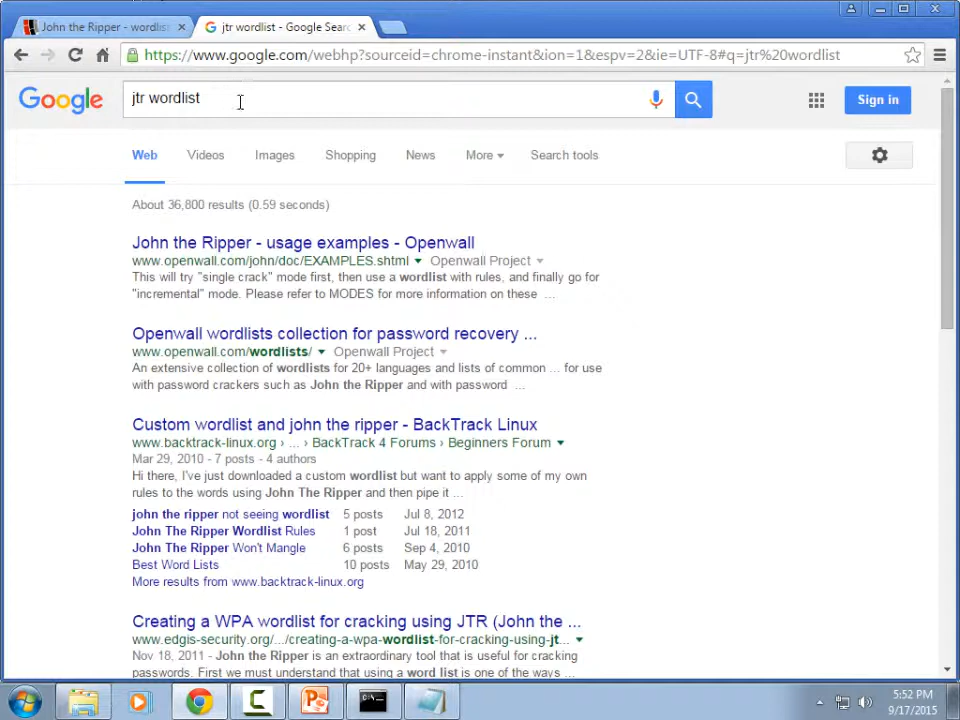 John the Ripper - wordlis
jtr wordlist - Google Sear
https://www.google.com/webhp?sourceid=chrome-instant&ion=1&espv=2&ie=UTF-8#q=jtr%20wordlist
Google
jtr wordlist
Sign in
Web Videos Images Shopping News More Search tools
About 36,800 results (0.59 seconds)
John the Ripper - usage examples - Openwall
www.openwall.com/john/doc/EXAMPLES.shtml Openwall Project
This will try "single crack" mode first, then use a wordlist with rules, and finally go for
"incremental" mode. Please refer to MODES for more information on these ...
Openwall wordlists collection for password recovery ...
www.openwall.com/wordlists/ Openwall Project
An extensive collection of wordlists for 20+ languages and lists of common ... for use
with password crackers such as John the Ripper and with password ...
Custom wordlist and john the ripper - BackTrack Linux
www.backtrack-linux.org › ... › BackTrack 4 Forums › Beginners Forum
Mar 29, 2010 - 7 posts - 4 authors
Hi there, I've just downloaded a custom wordlist but want to apply some of my own
rules to the words using John The Ripper and then pipe it ...
john the ripper not seeing wordlist 5 posts Jul 8, 2012
John The Ripper Wordlist Rules 1 post Jul 18, 2011
John The Ripper Won't Mangle 6 posts Sep 4, 2010
Best Word Lists 10 posts May 29, 2010
More results from www.backtrack-linux.org
Creating a WPA wordlist for cracking using JTR (John the ...
www.edgis-security.org/.../creating-a-wpa-wordlist-for-cracking-using-jt...
Nov 18, 2011 - John the Ripper is an extraordinary tool that is useful of cracking
passwords. First we must understand that using a word list is one of the ways ...
5:52 PM
9/17/2015